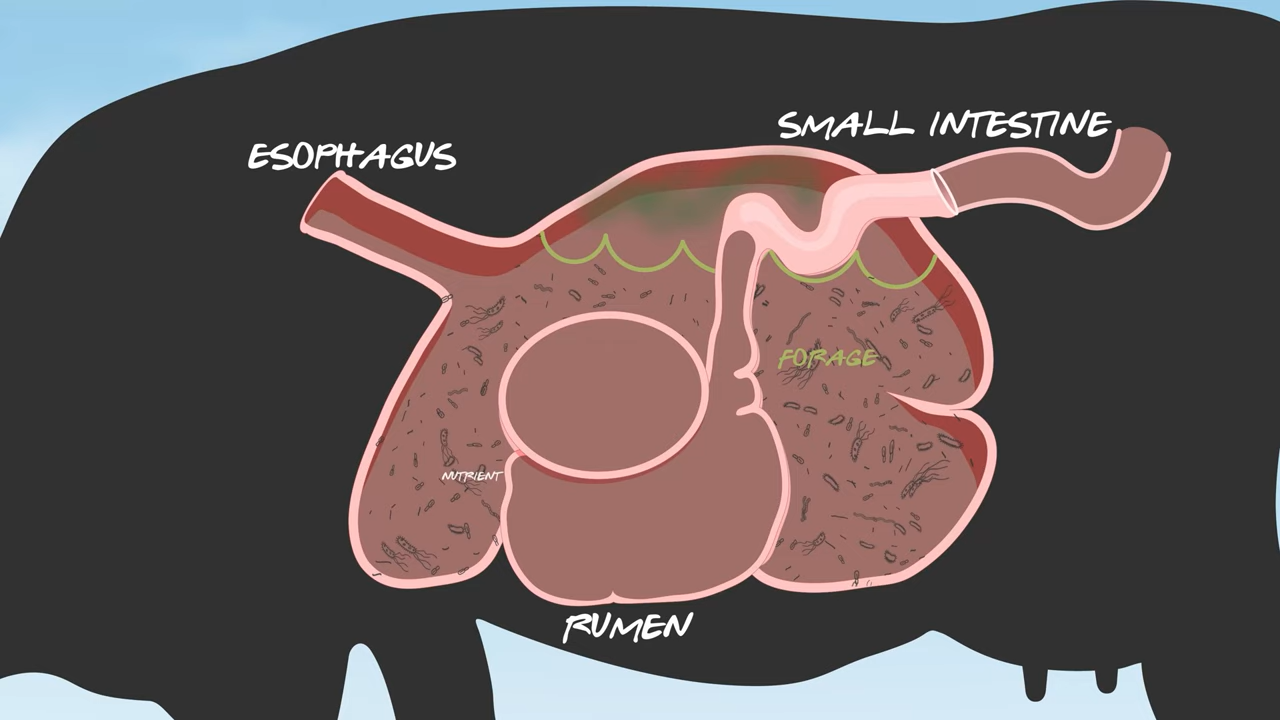 SMALL INTESTINE
ESOPHAGUS
FORAGE
NUTRIENT
RUMEN